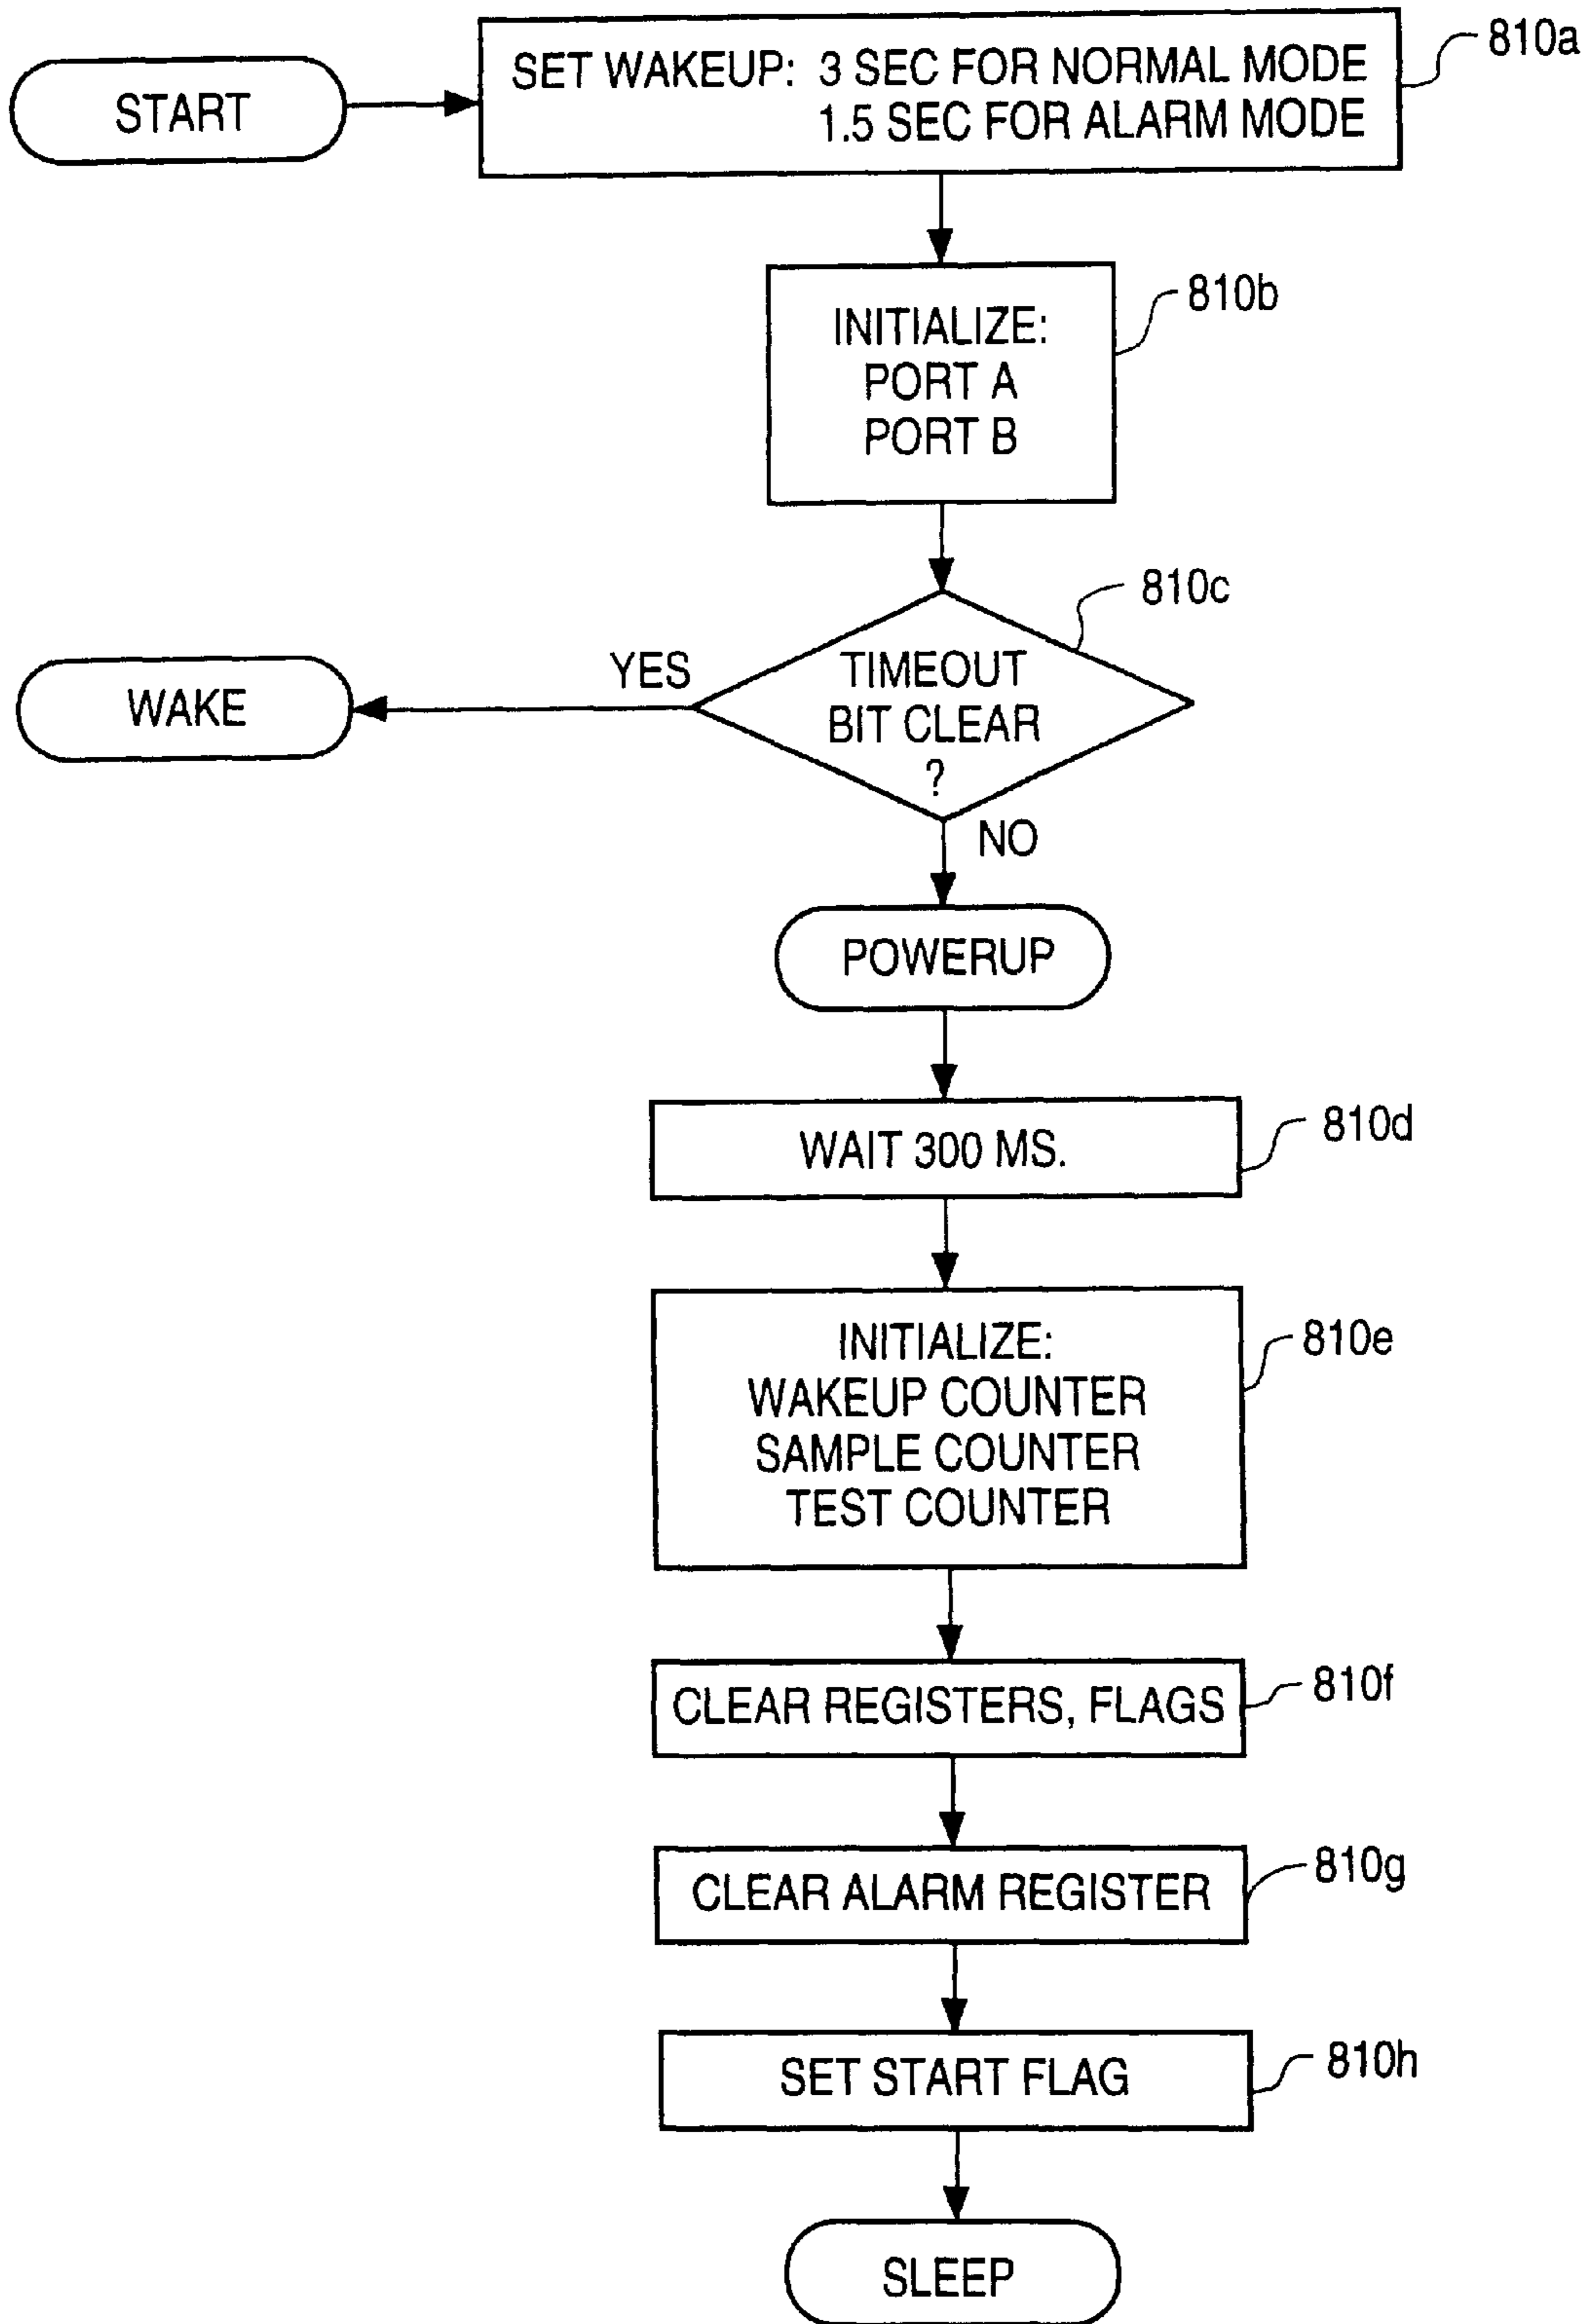 START
SET WAKEUP: 3 SEC FOR NORMAL MODE
1.5 SEC FOR ALARM MODE
810a
INITIALIZE:
PORT A
PORT B
810b
TIMEOUT
BIT CLEAR
?
810c
YES
WAKE
NO
POWERUP
WAIT 300 MS.
810d
INITIALIZE:
WAKEUP COUNTER
SAMPLE COUNTER
TEST COUNTER
810e
CLEAR REGISTERS, FLAGS
810f
CLEAR ALARM REGISTER
810g
SET START FLAG
810h
SLEEP